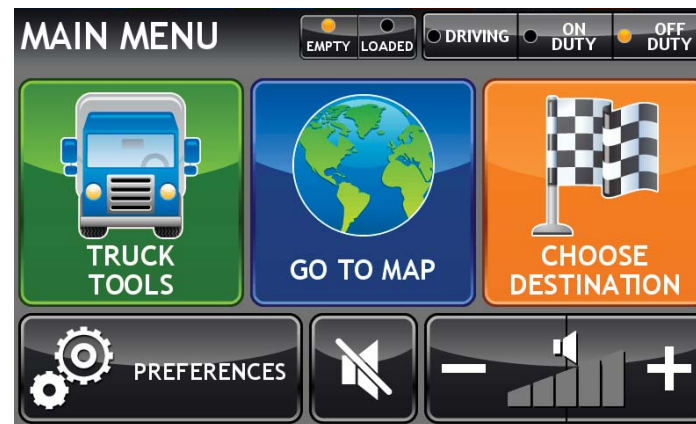 MAIN MENU
EMPTY LOADED
DRIVING
ON
DUTY
OFF
DUTY
TRUCK
TOOLS
GO TO MAP
CHOOSE
DESTINATION
PREFERENCES